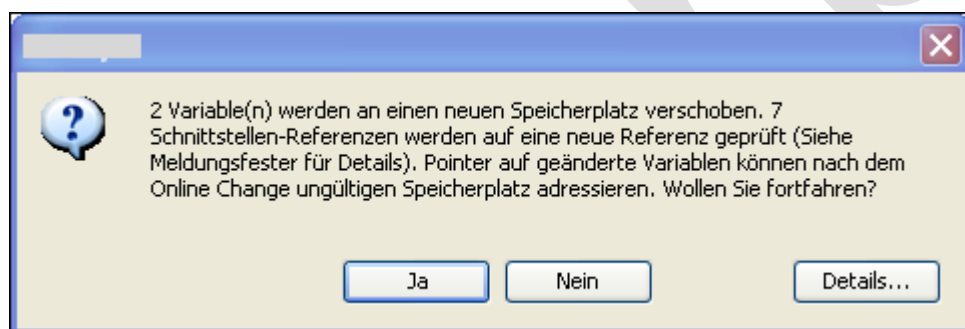 2 Variable(n) werden an einen neuen Speicherplatz verschoben. 7
Schnittstellen-Referenzen werden auf eine neue Referenz geprüft (Siehe
Meldungsfester für Details). Pointer auf geänderte Variablen können nach dem
Online Change ungültigen Speicherplatz adressieren. Wollen Sie fortfahren?
Ja Nein Details...